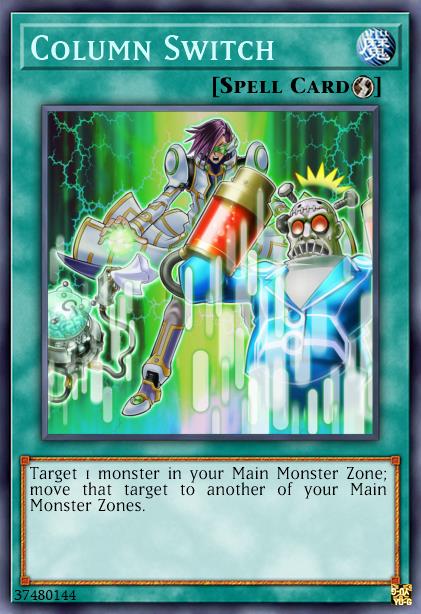 COLUMN SWITCH
魔
[SPELL CARD]
Target 1 monster in your Main Monster Zone;
move that target to another of your Main
Monster Zones.
37480144